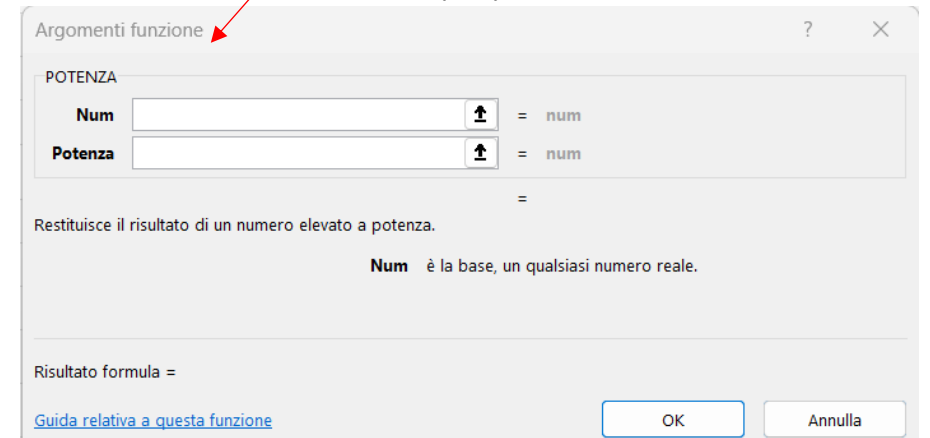 Argomenti funzione ? ×
POTENZA
Num = num
Potenza = num
=
Restituisce il risultato di un numero elevato a potenza.
Num è la base, un qualsiasi numero reale.
Risultato formula =
Guida relativa a questa funzione OK Annulla